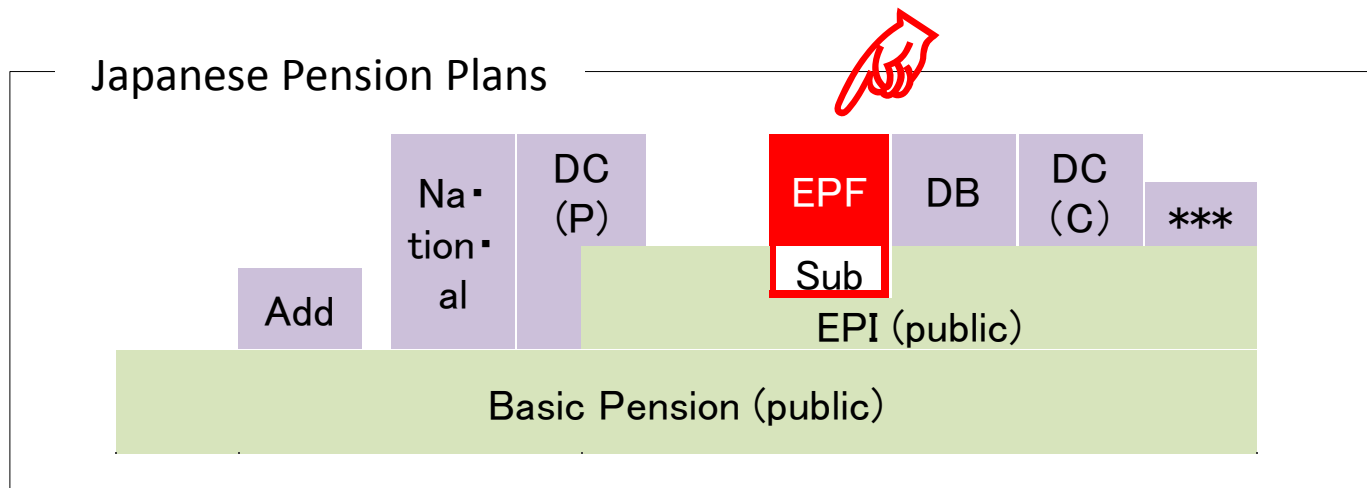 Japanese Pension Plans
Na▪
tion▪
al
DC
(P)
EPF
DB
DC
(C)
***
Add
Sub
EPI (public)
Basic Pension (public)